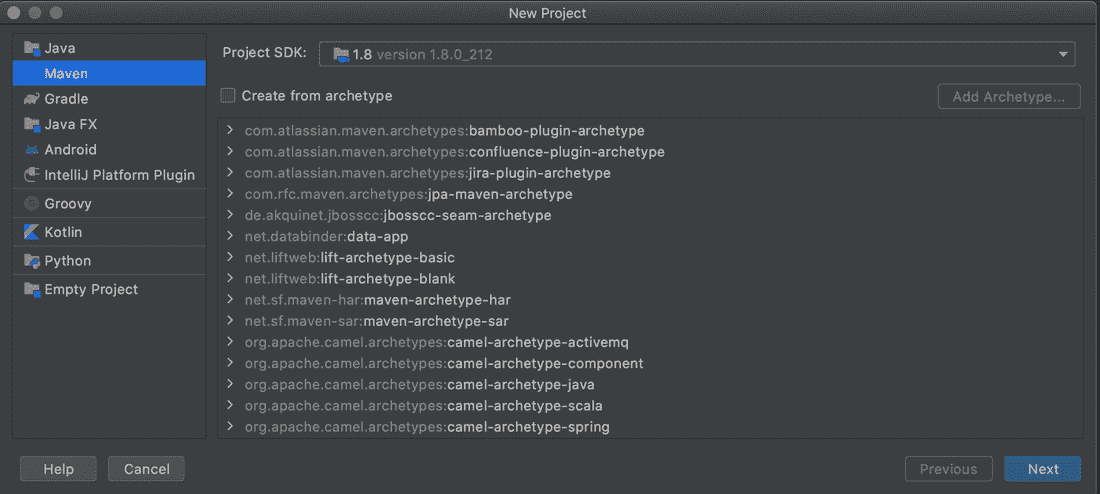 New Project
Java
Maven
Gradle
Java FX
Android
IntelliJ Platform Plugin
Groovy
Kotlin
Python
Empty Project
Project SDK: 1.8 version 1.8.0_212
Create from archetype
Add Archetype...
com.atlassian.maven.archetypes:bamboo-plugin-archetype
com.atlassian.maven.archetypes:confluence-plugin-archetype
com.atlassian.maven.archetypes:jira-plugin-archetype
com.rfc.maven.archetypes:jpa-maven-archetype
de.akquinet.jbosscc:jbosscc-seam-archetype
net.databinder:data-app
net.liftweb:lift-archetype-basic
net.liftweb:lift-archetype-blank
net.sf.maven-har:maven-archetype-har
net.sf.maven-sar:maven-archetype-sar
org.apache.camel.archetypes:camel-archetype-activemq
org.apache.camel.archetypes:camel-archetype-component
org.apache.camel.archetypes:camel-archetype-java
org.apache.camel.archetypes:camel-archetype-scala
org.apache.camel.archetypes:camel-archetype-spring
Help
Cancel
Previous
Next